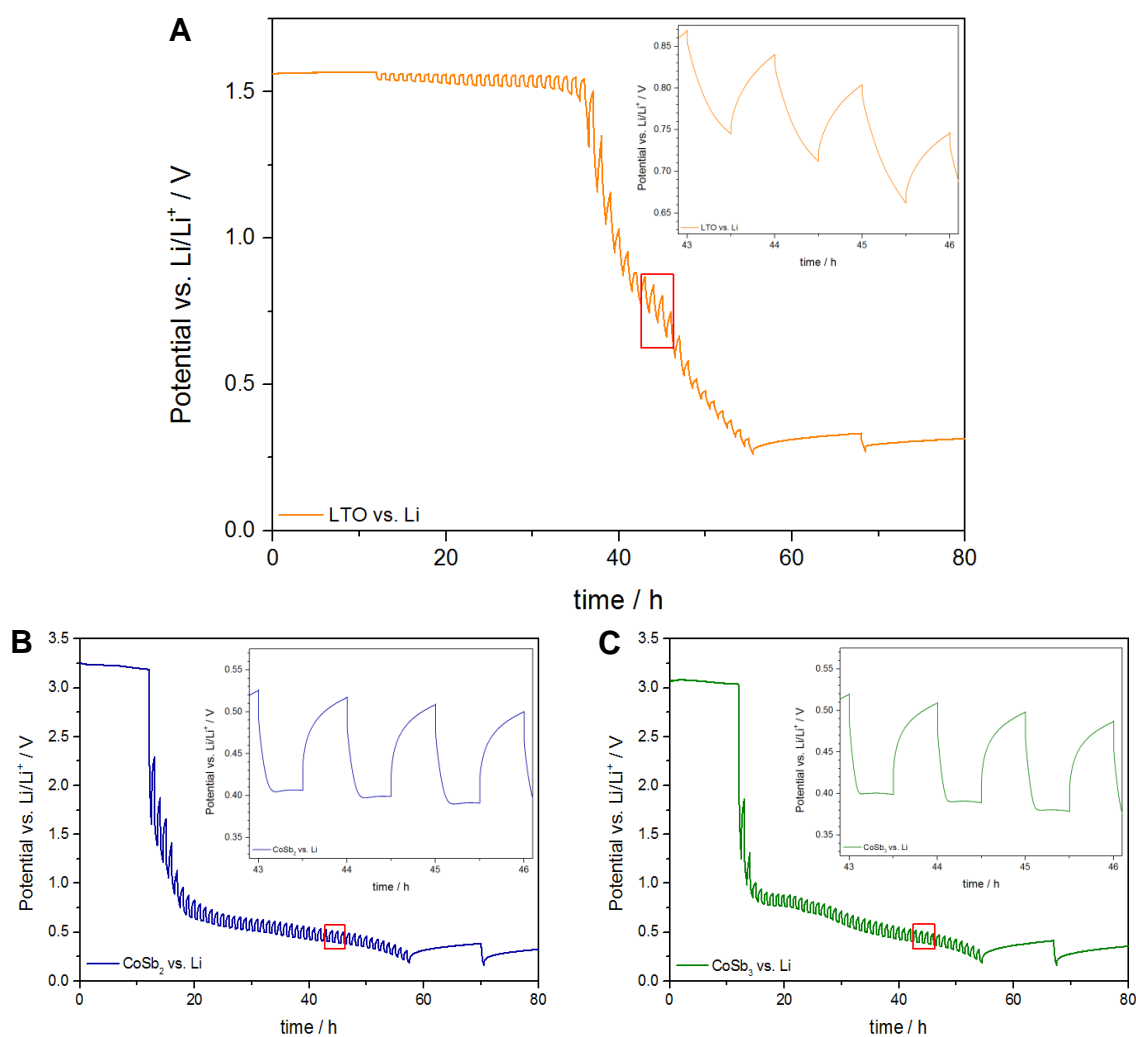 A
Potential vs. Li/Li⁺ / V
1.5
1.0
0.5
0.0
0
20
40
60
80
time / h
LTO vs. Li
Potential vs. Li/Li⁺ / V
0.85
0.80
0.75
0.70
0.65
43
44
45
46
time / h
LTO vs. Li
B
Potential vs. Li/Li⁺ / V
3.5
3.0
2.5
2.0
1.5
1.0
0.5
0.0
0
20
40
60
80
time / h
CoSb₂ vs. Li
Potential vs. Li/Li⁺ / V
0.55
0.50
0.45
0.40
0.35
43
44
45
46
time / h
CoSb₂ vs. Li
C
Potential vs. Li/Li⁺ / V
3.5
3.0
2.5
2.0
1.5
1.0
0.5
0.0
0
20
40
60
80
time / h
CoSb₃ vs. Li
Potential vs. Li/Li⁺ / V
0.55
0.50
0.45
0.40
0.35
43
44
45
46
time / h
CoSb₃ vs. Li